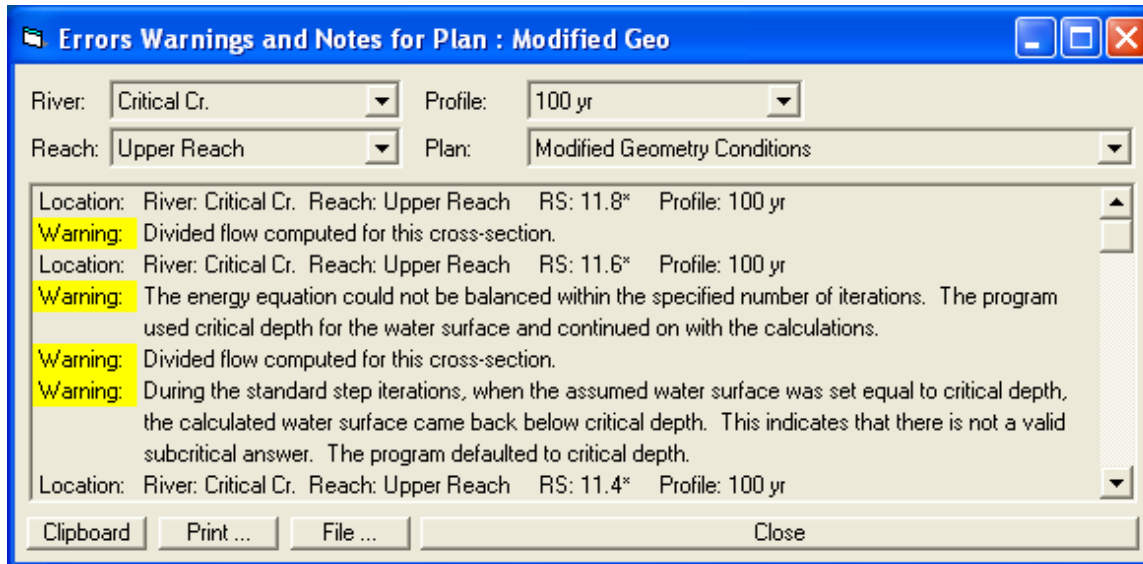 Errors Warnings and Notes for Plan : Modified Geo
River: Critical Cr. Profile: 100 yr
Reach: Upper Reach Plan: Modified Geometry Conditions
Location: River: Critical Cr. Reach: Upper Reach RS: 11.8* Profile: 100 yr
Warning: Divided flow computed for this cross-section.
Location: River: Critical Cr. Reach: Upper Reach RS: 11.6* Profile: 100 yr
Warning: The energy equation could not be balanced within the specified number of iterations. The program
used critical depth for the water surface and continued on with the calculations.
Warning: Divided flow computed for this cross-section.
Warning: During the standard step iterations, when the assumed water surface was set equal to critical depth,
the calculated water surface came back below critical depth. This indicates that there is not a valid
subcritical answer. The program defaulted to critical depth.
Location: River: Critical Cr. Reach: Upper Reach RS: 11.4* Profile: 100 yr
Clipboard Print ... File ... Close